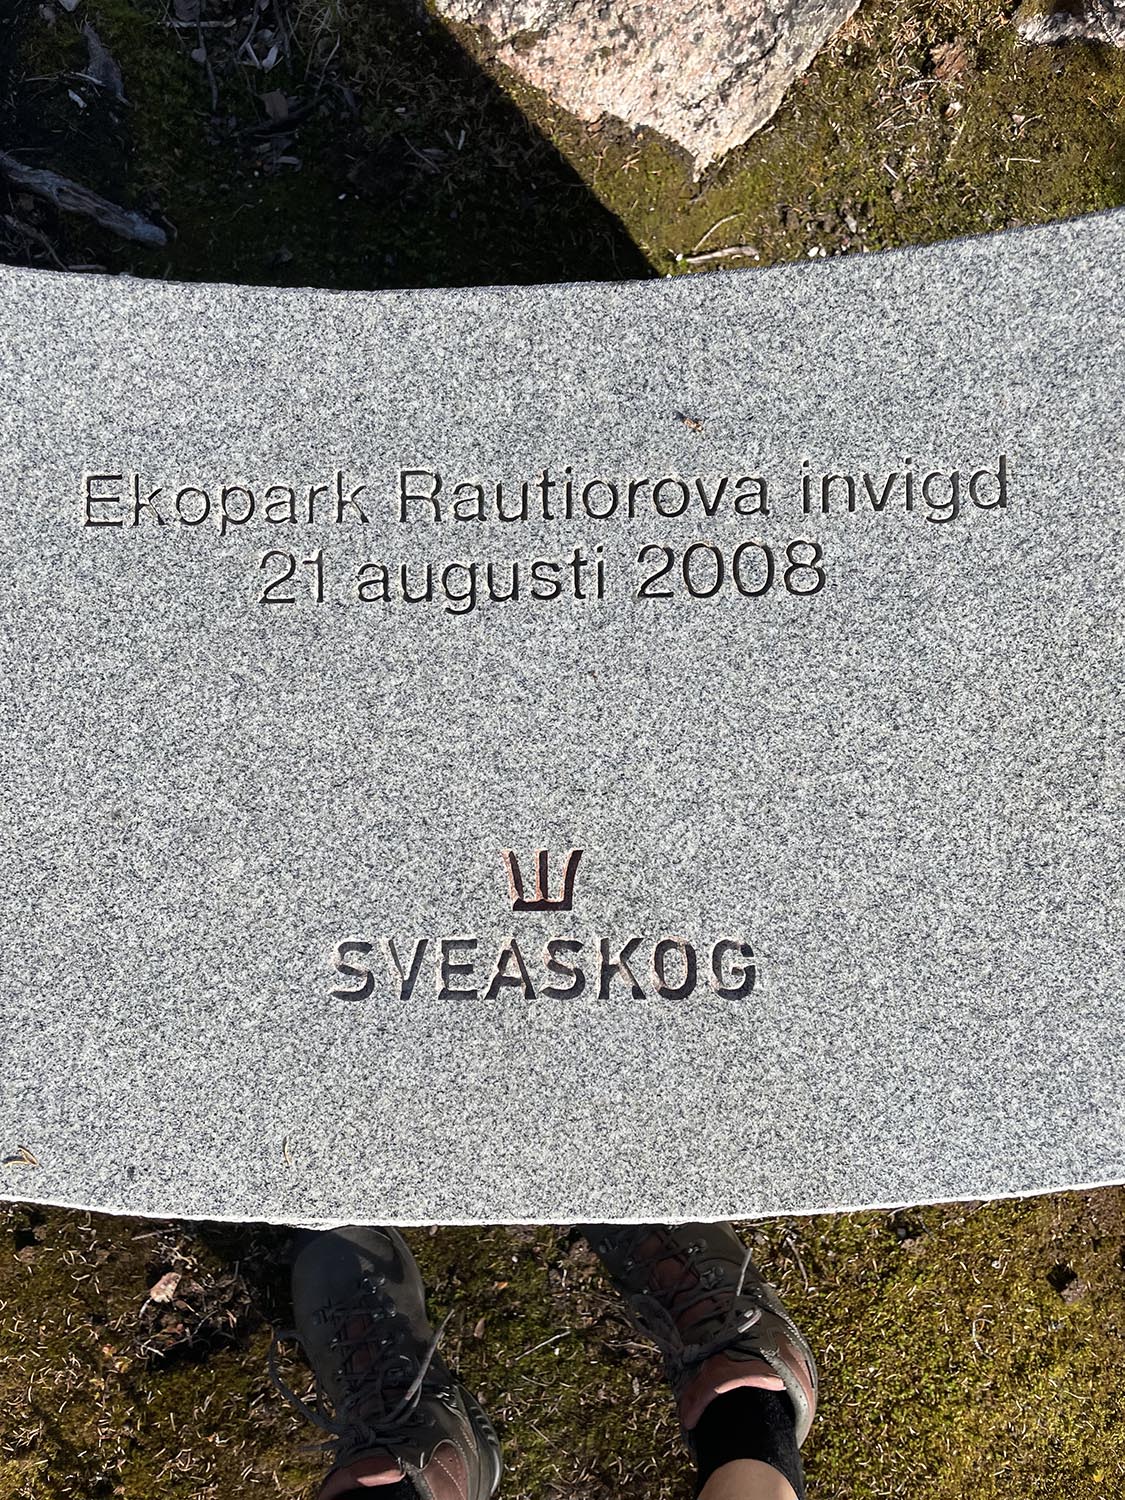 Ekopark Rautiorova invigd
21 augusti 2008
SVEASKOG